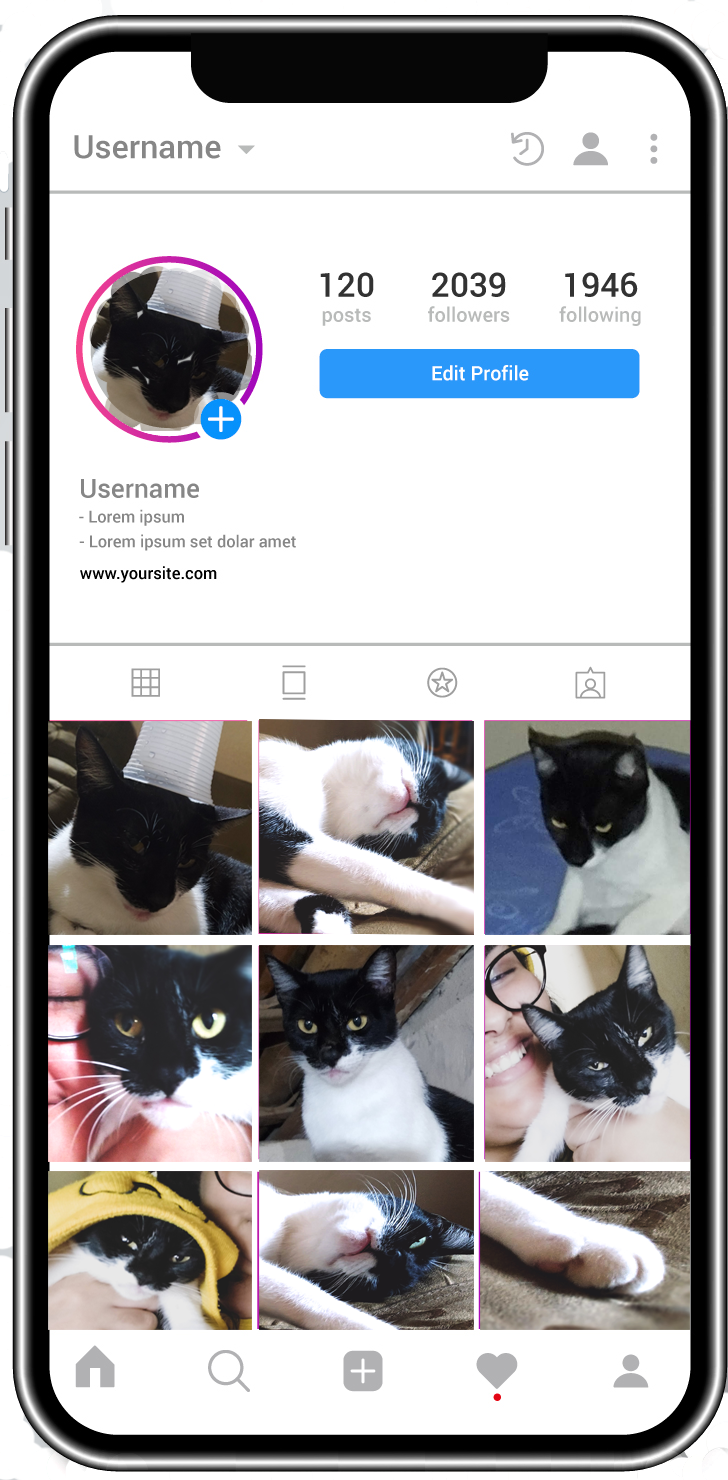 Username
120 2039 1946
posts followers following
Edit Profile
Username
- Lorem ipsum
- Lorem ipsum set dolar amet
www.yoursite.com